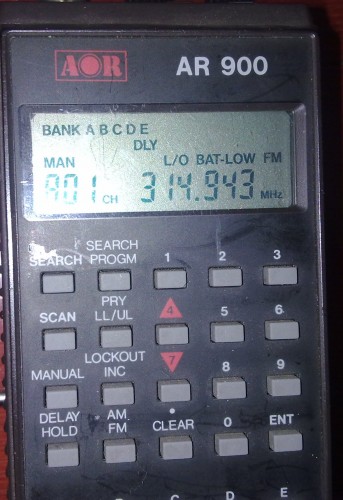 AOR AR 900
BANK A B C D E
DLY
MAN L/O BAT-LOW FM
CH 314.943 MHz
SEARCH
SEARCH PROGM 1 2 3
SCAN
PRY
LL/UL 4 5 6
LOCKOUT
MANUAL INC 7 8 9
DELAY
HOLD AM
FM CLEAR 0 ENT
C D E